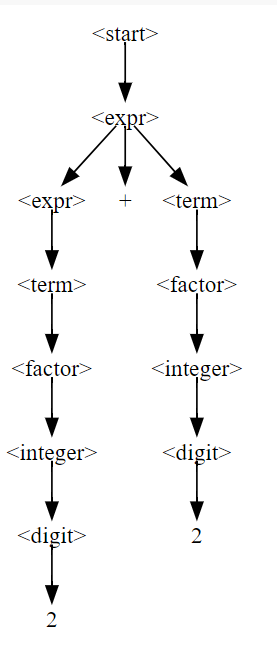 <start>
<expr>
<expr> + <term>
<term> <factor>
<factor> <integer>
<integer> <digit>
<digit> 2
2